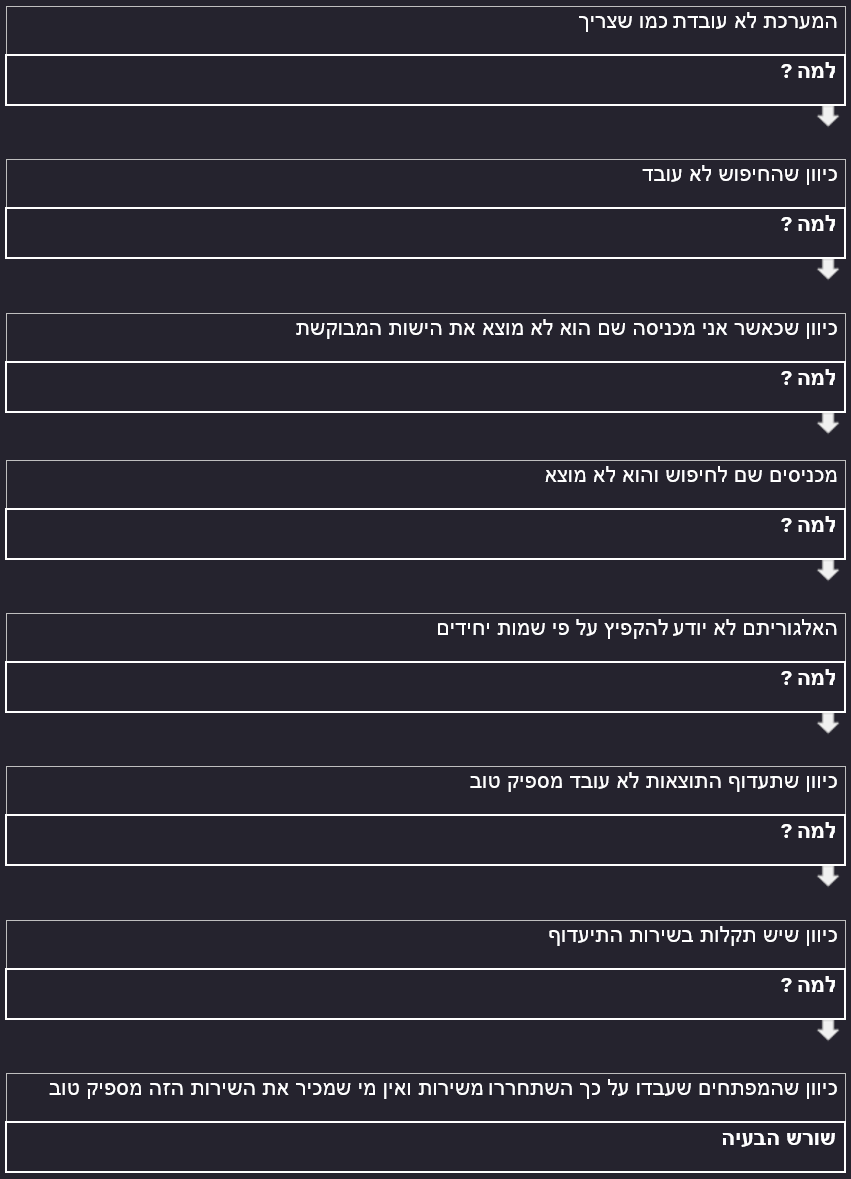 המערכת לא עובדת כמו שצריך
למה ?
כיוון שהחיפוש לא עובד
למה ?
כיוון שכאשר אני מכניסה שם הוא לא מוצא את הישות המבוקשת
למה ?
מכניסים שם לחיפוש והוא לא מוצא
למה ?
האלגוריתם לא יודע להקפיץ על פי שמות יחידים
למה ?
כיוון שתעדוף התוצאות לא עובד מספיק טוב
למה ?
כיוון שיש תקלות בשירות התיעדוף
למה ?
כיוון שהמפתחים שעבדו על כך השתחררו משירות ואין מי שמכיר את השירות הזה מספיק טוב
שורש הבעיה